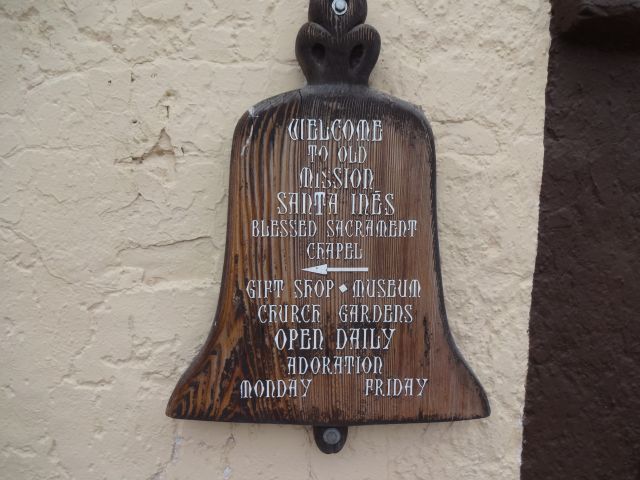 WELCOME
TO OLD
MISSION
SANTA INÉS
BLESSED SACRAMENT
CHAPEL
GIFT SHOP ◆ MUSEUM
CHURCH GARDENS
OPEN DAILY
ADORATION
MONDAY FRIDAY